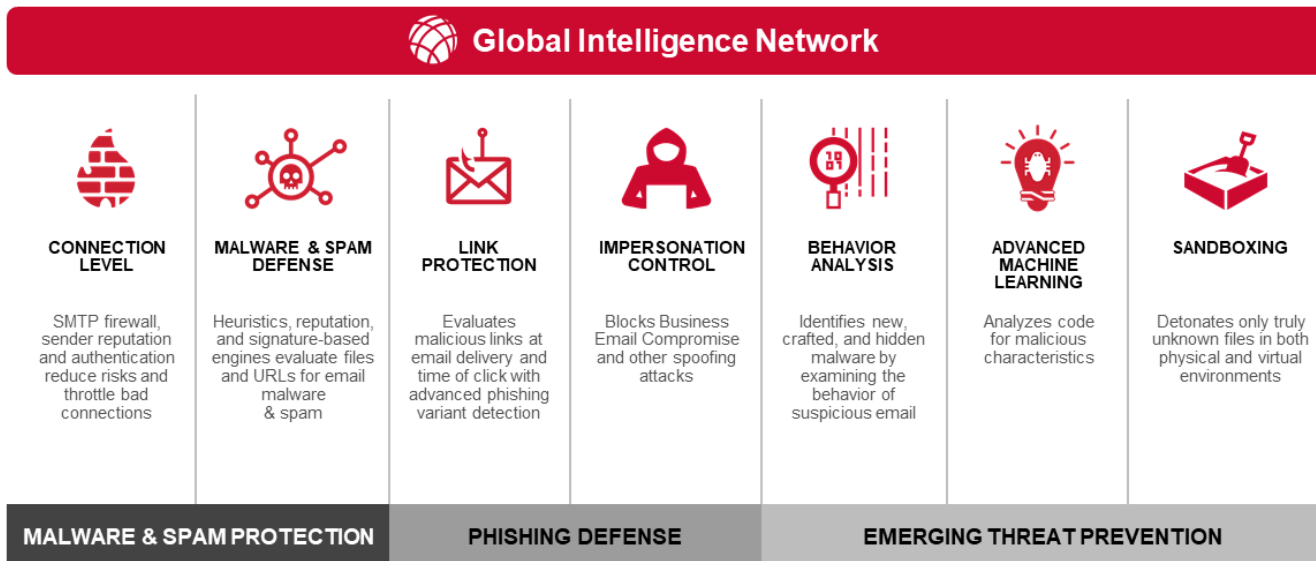 Global Intelligence Network
CONNECTION
LEVEL
SMTP firewall,
sender reputation
and authentication
reduce risks and
throttle bad
connections
MALWARE & SPAM
DEFENSE
Heuristics, reputation,
and signature-based
engines evaluate files
and URLs for email
malware
& spam
LINK
PROTECTION
Evaluates
malicious links at
email delivery and
time of click with
advanced phishing
variant detection
IMPERSONATION
CONTROL
Blocks Business
Email Compromise
and other spoofing
attacks
10
01
BEHAVIOR
ANALYSIS
Identifies new,
crafted, and hidden
malware by
examining the
behavior of
suspicious email
ADVANCED
MACHINE
LEARNING
Analyzes code
for malicious
characteristics
SANDBOXING
Detonates only truly
unknown files in both
physical and virtual
environments
MALWARE & SPAM PROTECTION
PHISHING DEFENSE
EMERGING THREAT PREVENTION